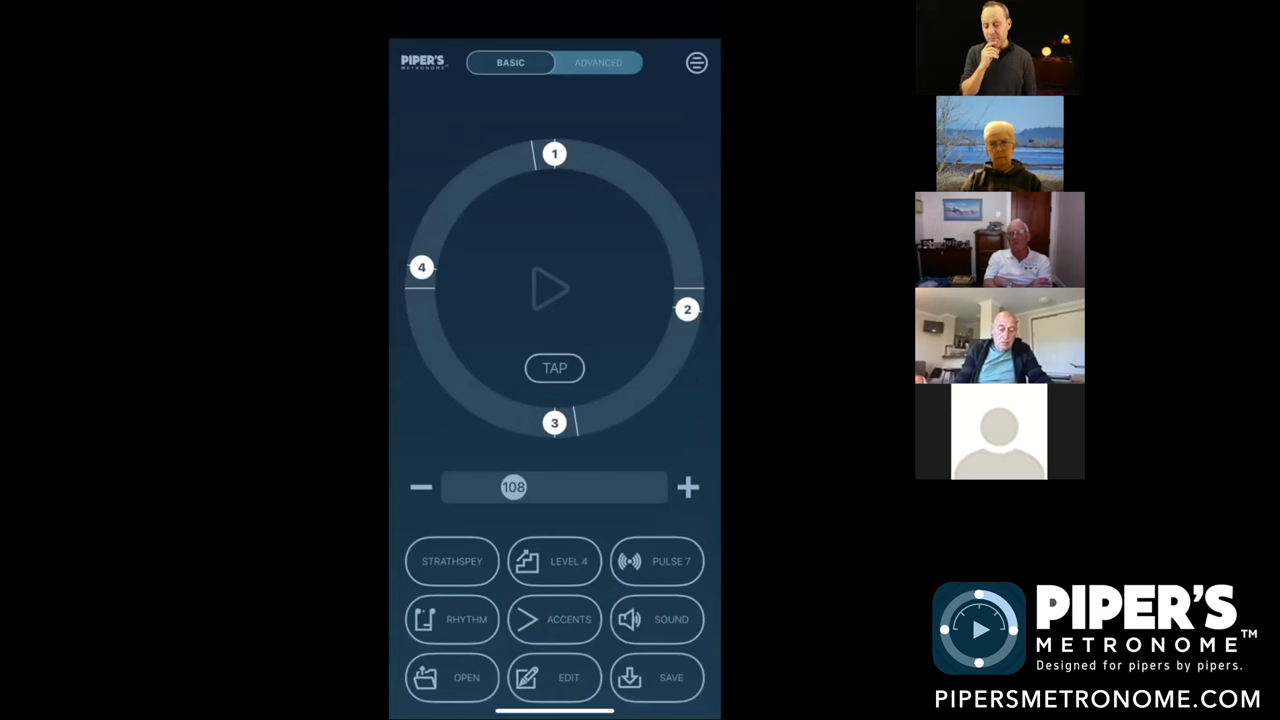 PIPER'S
METRONOME
BASIC
ADVANCED
1
4
2
TAP
3
108
STRATHSPEY
LEVEL 4
PULSE 7
RHYTHM
ACCENTS
SOUND
OPEN
EDIT
SAVE
PIPER'S
METRONOME™
Designed for pipers by pipers.
PIPERSMETRONOME.COM